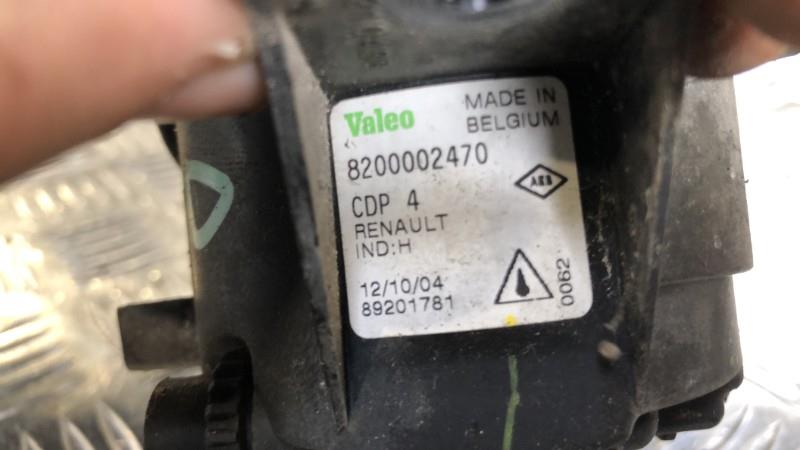 Valeo
MADE IN
BELGIUM
8200002470
CDP 4
RENAULT
IND:H
12/10/04
89201781
0062